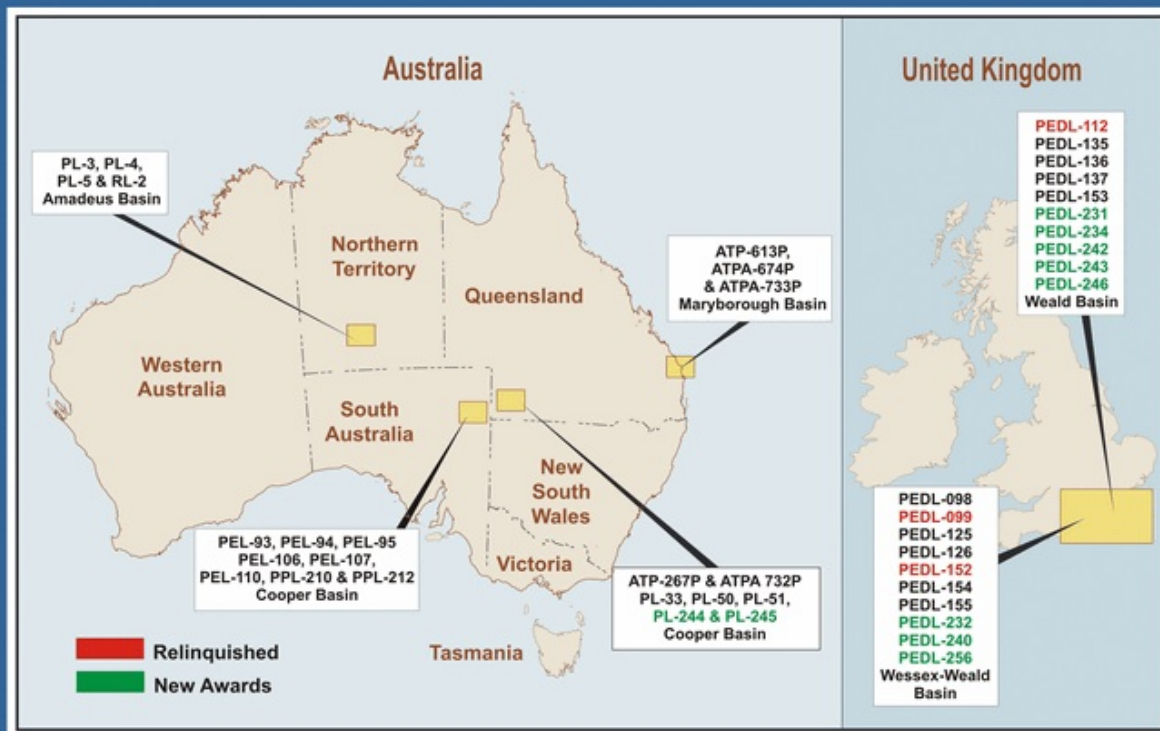 Australia
United Kingdom
PL-3, PL-4,
PL-5 & RL-2
Amadeus Basin
Northern
Territory
Queensland
ATP-613P,
ATPA-674P
& ATPA-733P
Maryborough Basin
Western
Australia
South
Australia
New
South
Wales
Victoria
Tasmania
PEL-93, PEL-94, PEL-95
PEL-106, PEL-107,
PEL-110, PPL-210 & PPL-212
Cooper Basin
ATP-267P & ATPA 732P
PL-33, PL-50, PL-51,
PL-244 & PL-245
Cooper Basin
Relinquished
New Awards
PEDL-112
PEDL-135
PEDL-136
PEDL-137
PEDL-153
PEDL-231
PEDL-234
PEDL-242
PEDL-243
PEDL-246
Weald Basin
PEDL-098
PEDL-099
PEDL-125
PEDL-126
PEDL-152
PEDL-154
PEDL-155
PEDL-232
PEDL-240
PEDL-256
Wessex-Weald
Basin